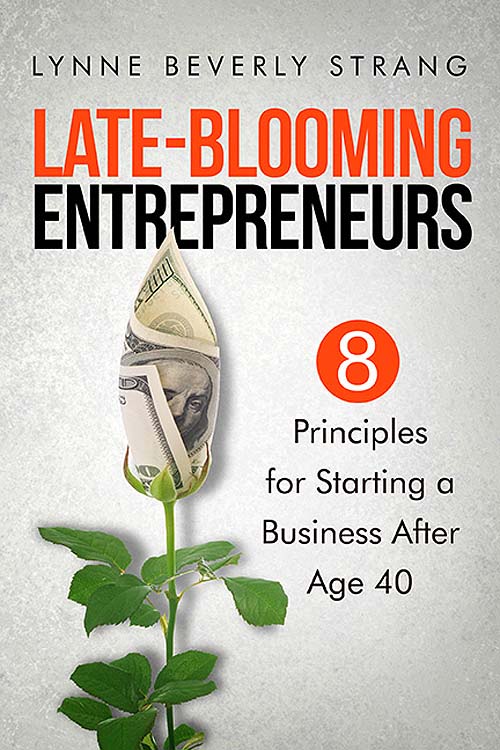 LYNNE BEVERLY STRANG
LATE-BLOOMING
ENTREPRENEURS
8
Principles
for Starting a
Business After
Age 40